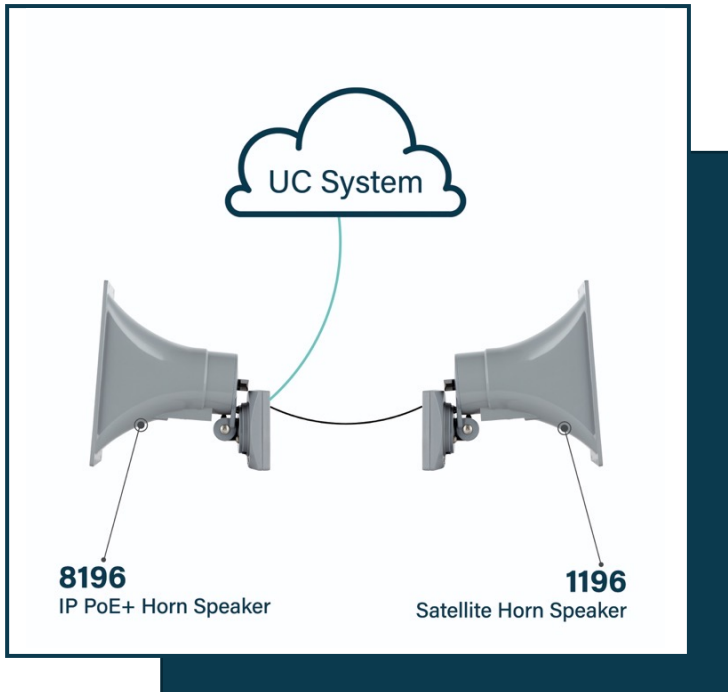 UC System
8196
IP PoE+ Horn Speaker
1196
Satellite Horn Speaker